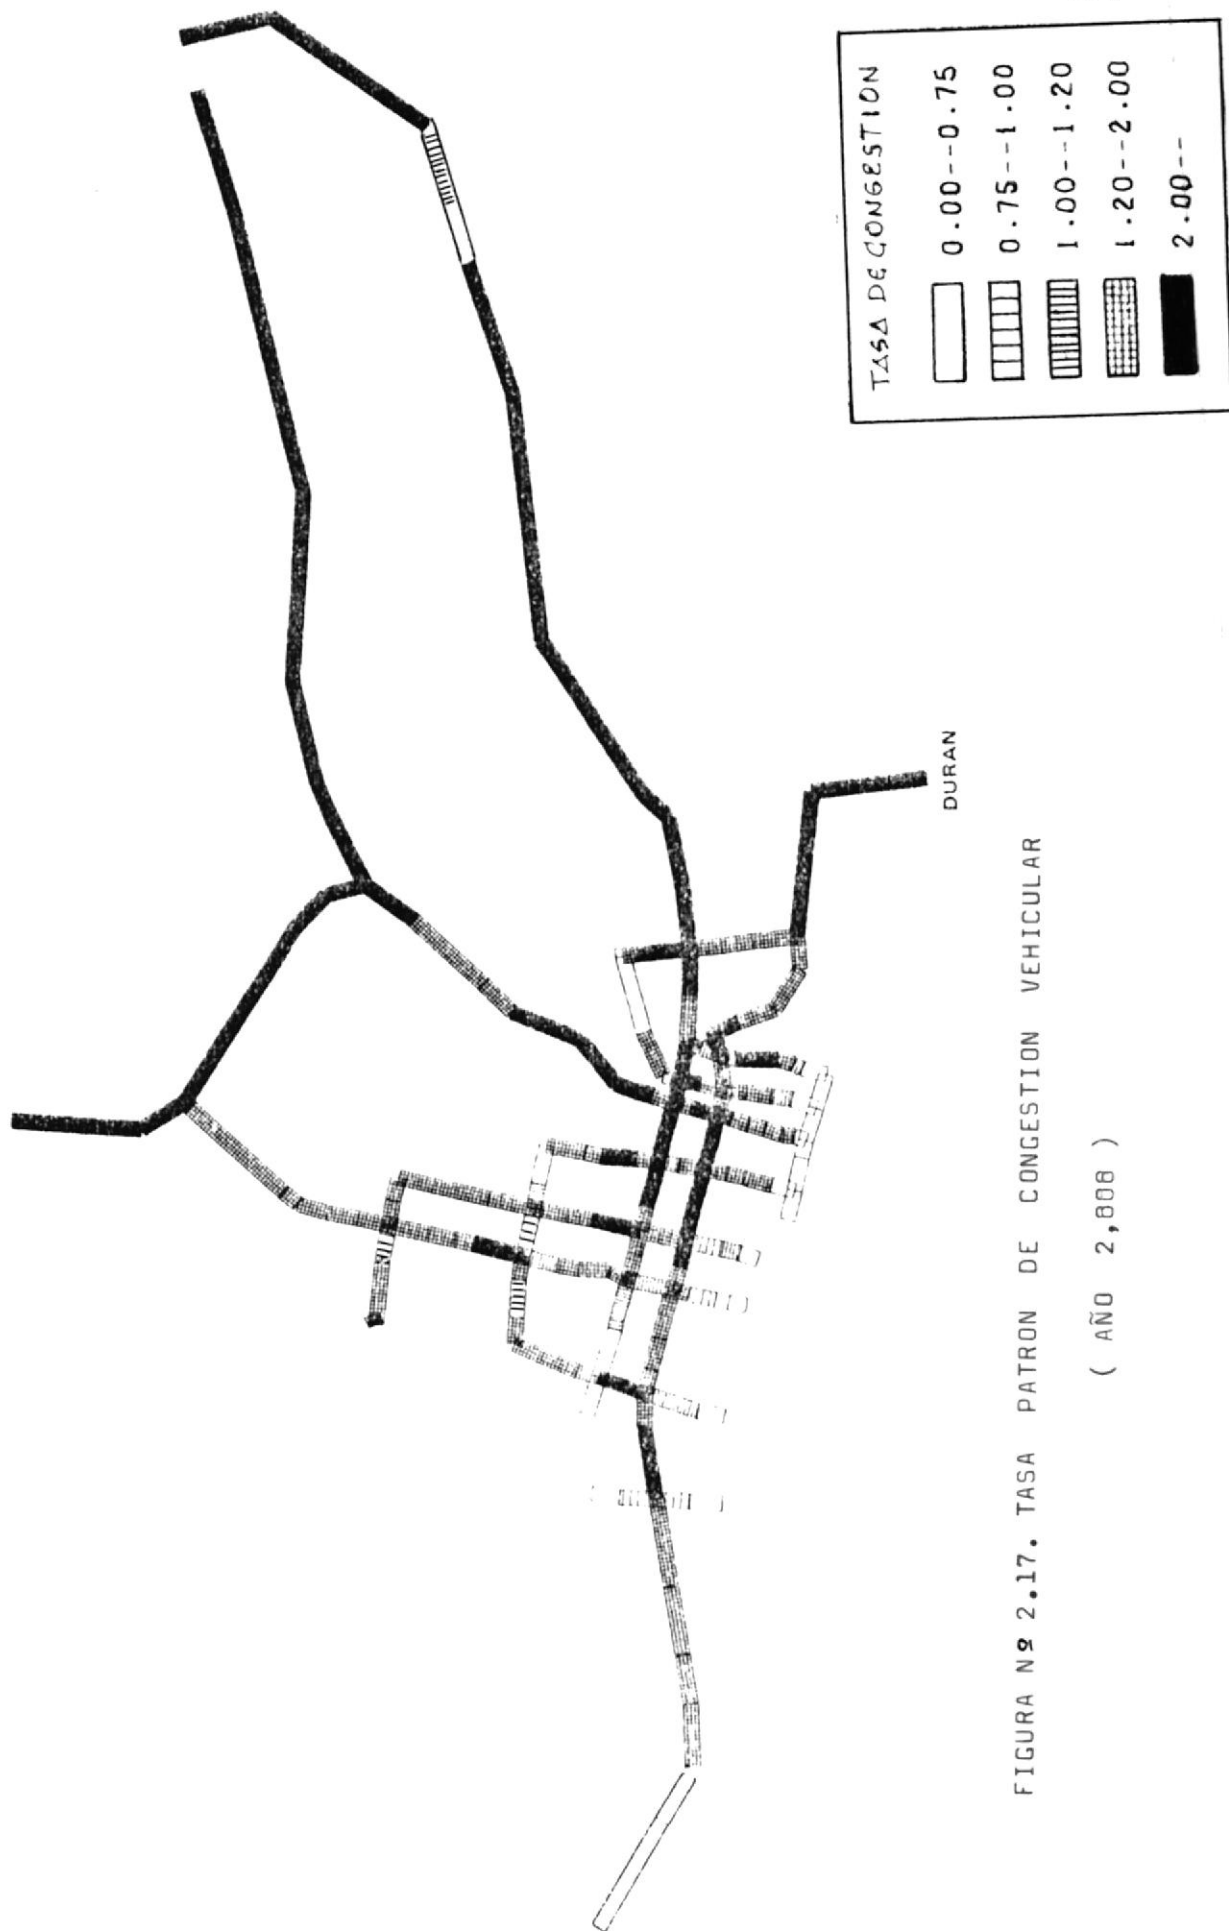 TASA DE CONGESTION
0.00--0.75
0.75--1.00
1.00--1.20
1.20--2.00
2.00--
DURAN
FIGURA Nº 2.17. TASA PATRON DE CONGESTION VEHICULAR
( AÑO 2,008 )